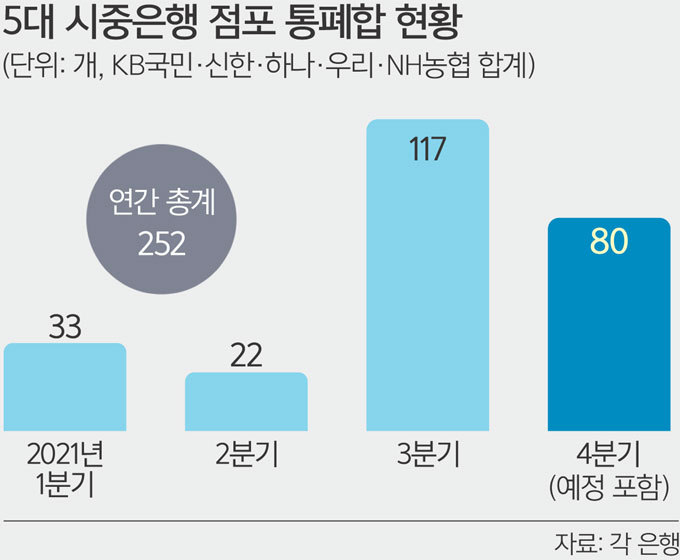 5대 시중은행 점포 통폐합 현황
(단위: 개, KB국민·신한·하나·우리·NH농협 합계)
연간 총계
252
33
22
117
80
2021년
1분기
2분기
3분기
4분기
(예정 포함)
자료: 각 은행